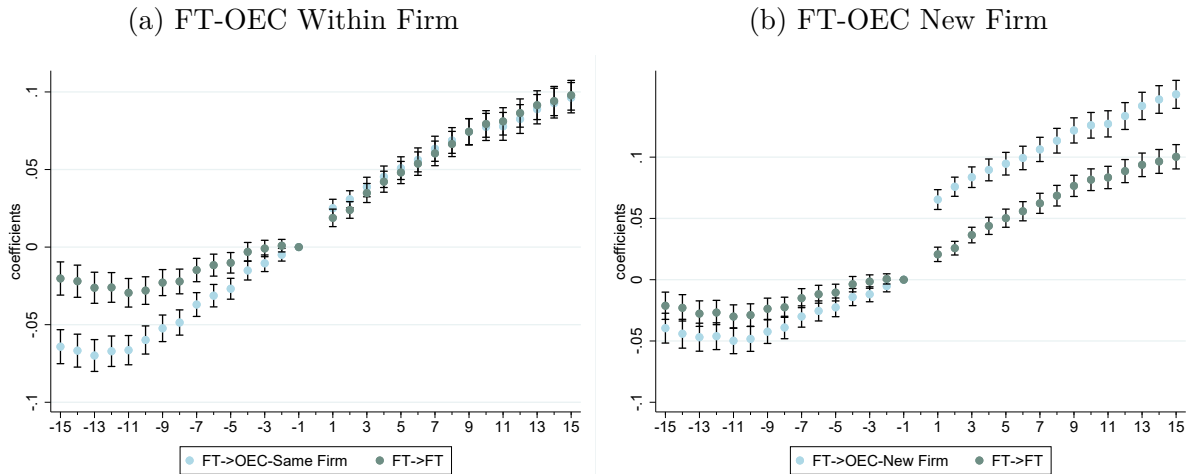 (a) FT-OEC Within Firm
(b) FT-OEC New Firm
coefficients
.1
.05
0
-.05
-.1
-15 -13 -11 -9 -7 -5 -3 -1 1 3 5 7 9 11 13 15
FT->OEC-Same Firm FT->FT
coefficients
.1
.05
0
-.05
-.1
-15 -13 -11 -9 -7 -5 -3 -1 1 3 5 7 9 11 13 15
FT->OEC-New Firm FT->FT